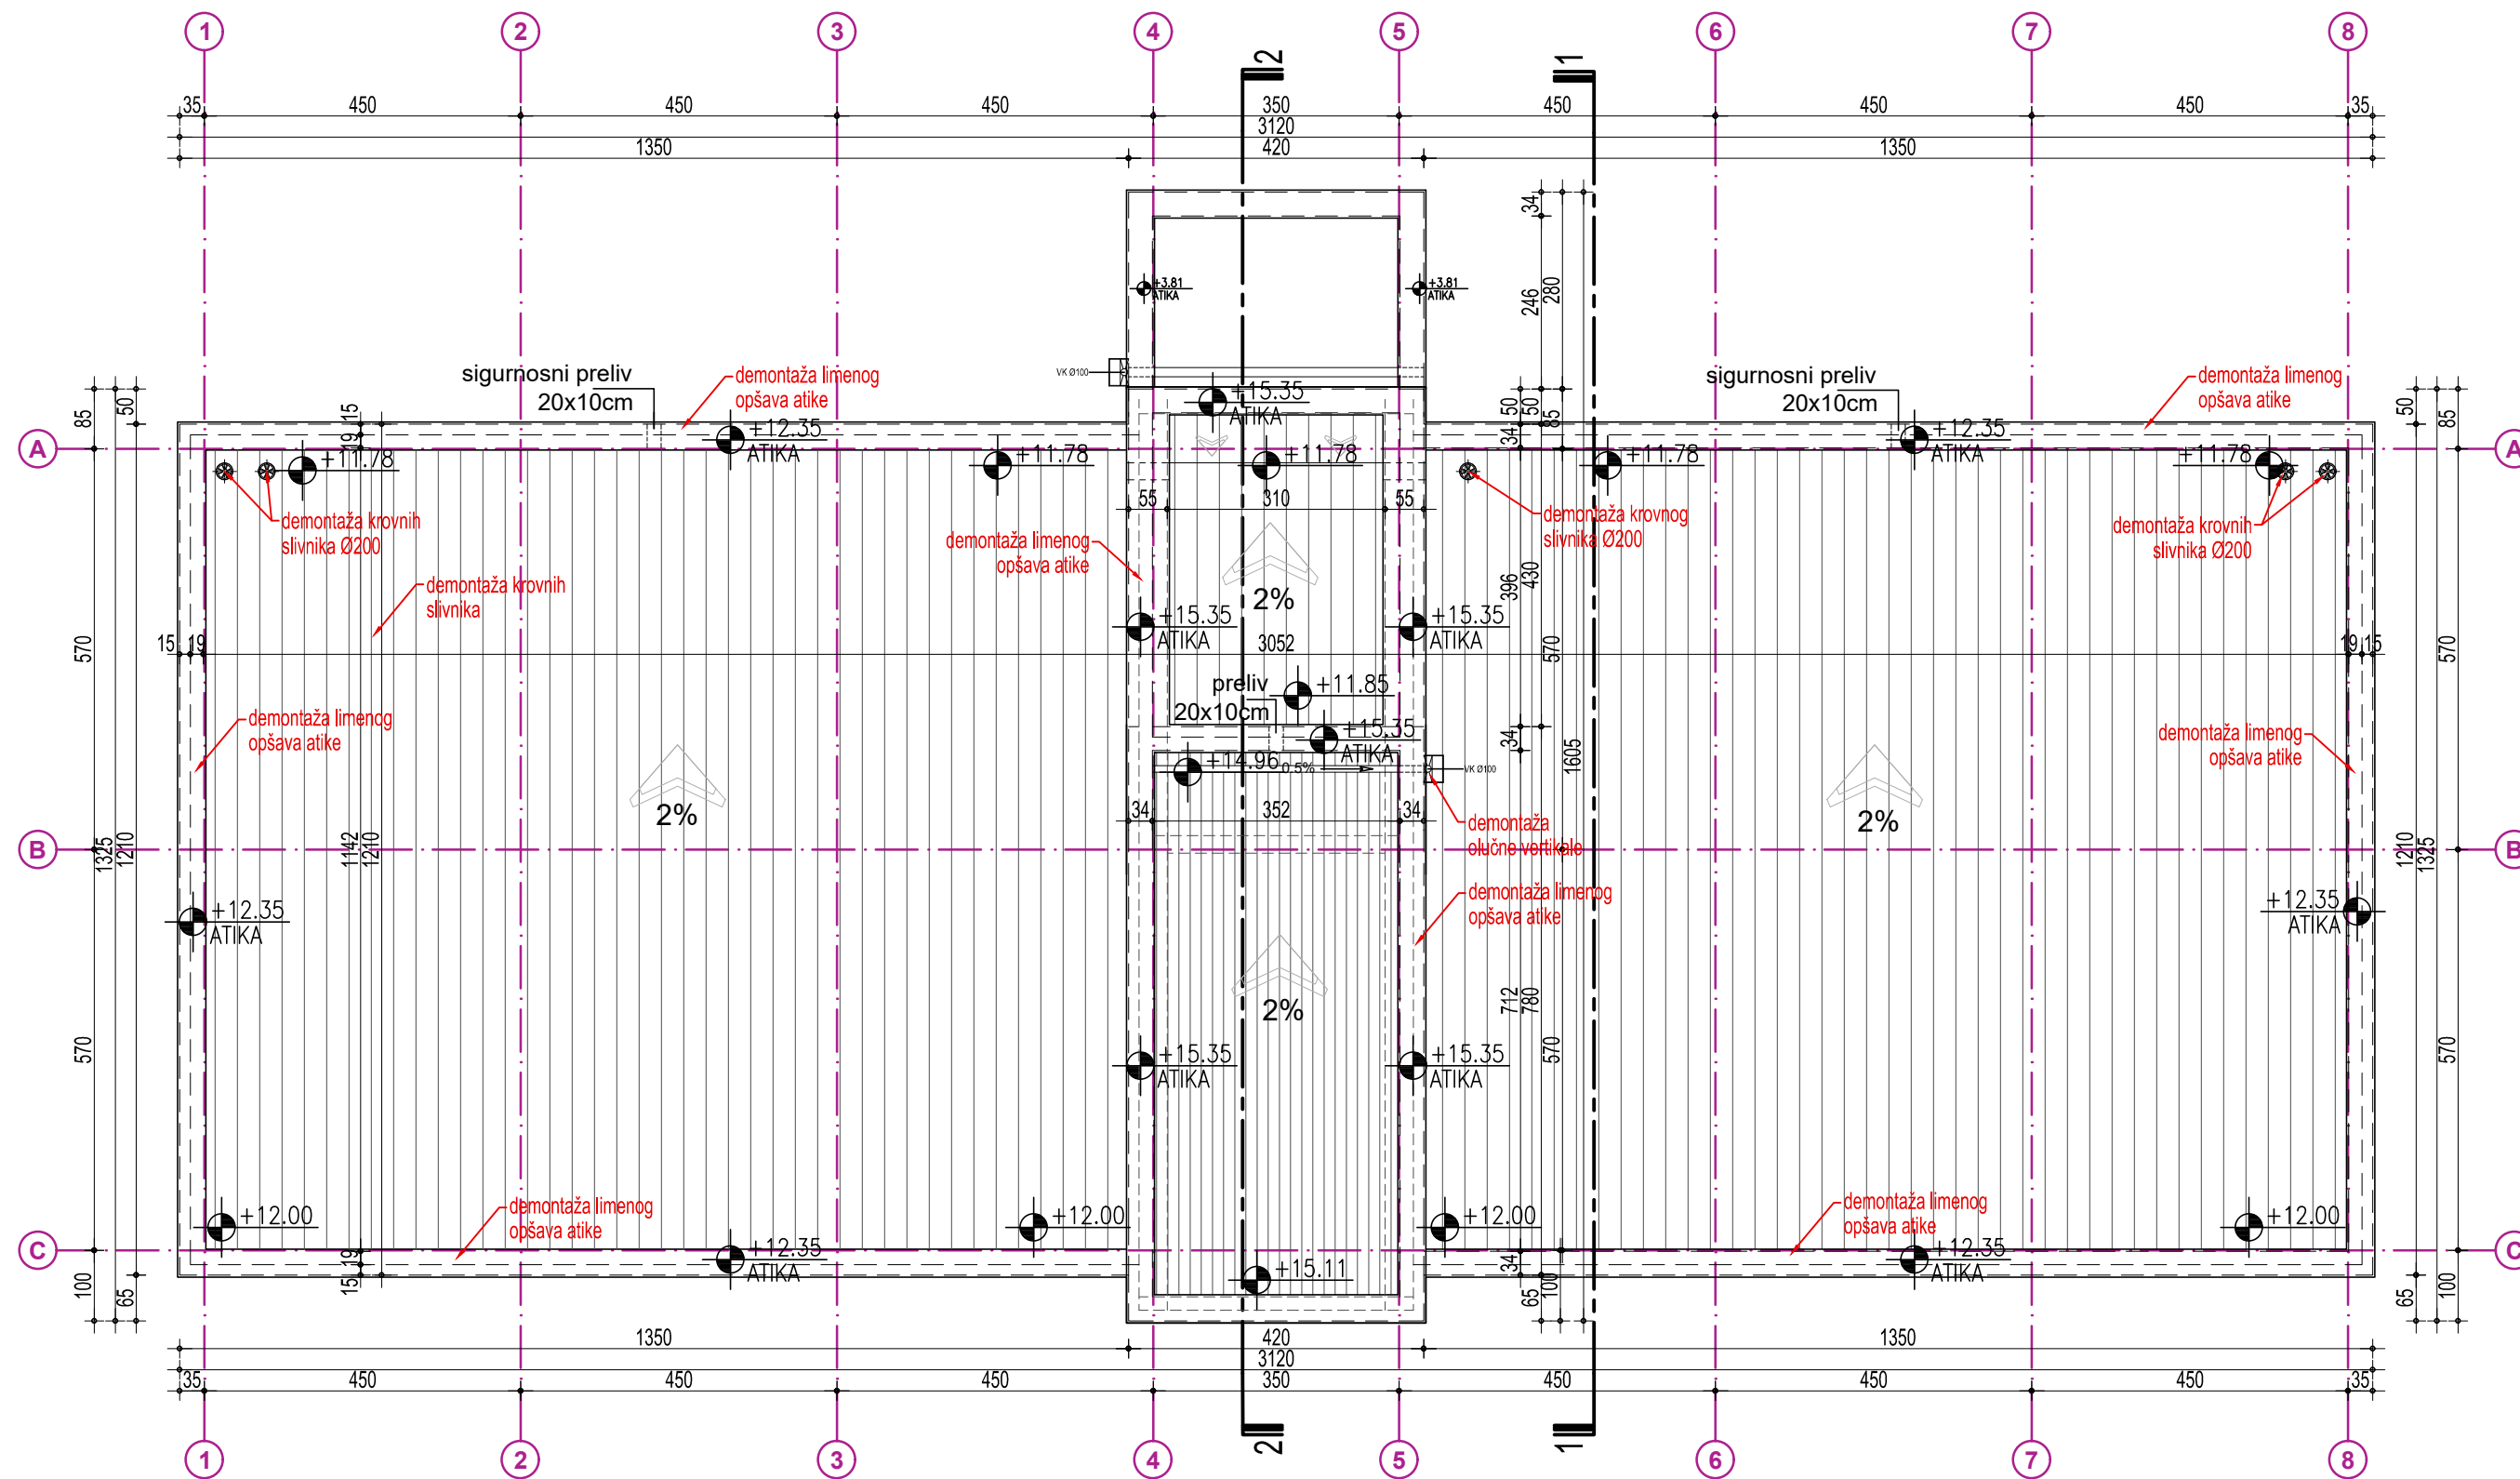 1 2 3 4 5 6 7 8
2 1
35 450 450 450 350 450 450 450 35
3120
1350 420 1350
34
246 280
+3.81
ATIKA
+3.81
ATIKA
VK Ø100
sigurnosni preliv
20x10cm
demontaža limenog
opšava atike
+15.35
ATIKA
sigurnosni preliv
20x10cm
demontaža limenog
opšava atike
85 50
19 15
50 50 85
34
50 85
A
+12.35
ATIKA
+12.35
ATIKA
A
+11.78
+11.78
+11.78
+11.78
+11.78
55 310 55
demontaža krovnih
slivnika Ø200
demontaža limenog
opšava atike
demontaža krovnog
slivnika Ø200
demontaža krovnih
slivnika Ø200
demontaža krovnih
slivnika
2%
396 430
+15.35
ATIKA
+15.35
ATIKA
570
15 19
3052
570
19 15
570
preliv
20x10cm
+11.85
+15.35
ATIKA
34
1605
demontaža limenog
opšava atike
demontaža limenog
opšava atike
+14.96
0.5%
VK Ø100
2%
34 352 34
2%
demontaža
olučne vertikale
B
1325 1210
1142 1210
1210 1325
B
demontaža limenog
opšava atike
+12.35
ATIKA
+12.35
ATIKA
2%
712 780
570
570
570
+15.35
ATIKA
+15.35
ATIKA
demontaža limenog
opšava atike
demontaža limenog
opšava atike
+12.00
+12.00
+12.00
+12.00
C
+12.35
ATIKA
+12.35
ATIKA
C
+15.11
100 65
15 19
34
65 100
65 100
1350 420 1350
3120
35 450 450 450 350 450 450 450 35
2 1
1 2 3 4 5 6 7 8